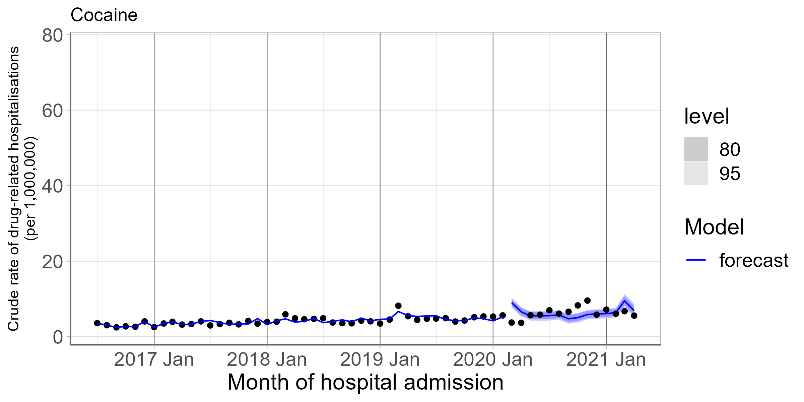 Cocaine
Crude rate of drug-related hospitalisations
(per 1,000,000)
80
60
40
20
0
2017 Jan
2018 Jan
2019 Jan
2020 Jan
2021 Jan
Month of hospital admission
level
80
95
Model
forecast